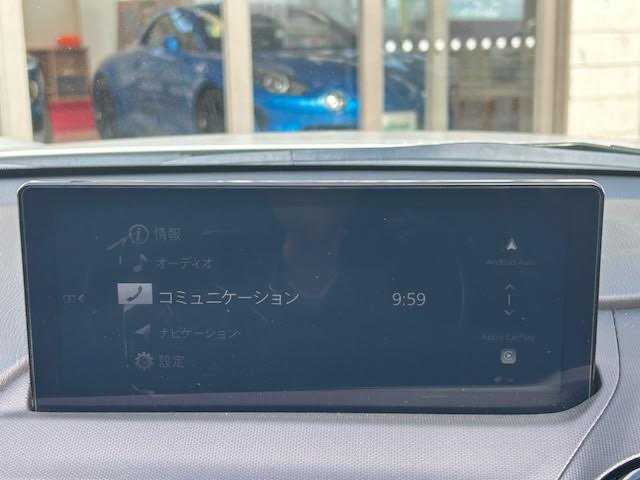 情報
オーディオ
コミュニケーション
9:59
ナビゲーション
設定
Android Auto
Apple CarPlay